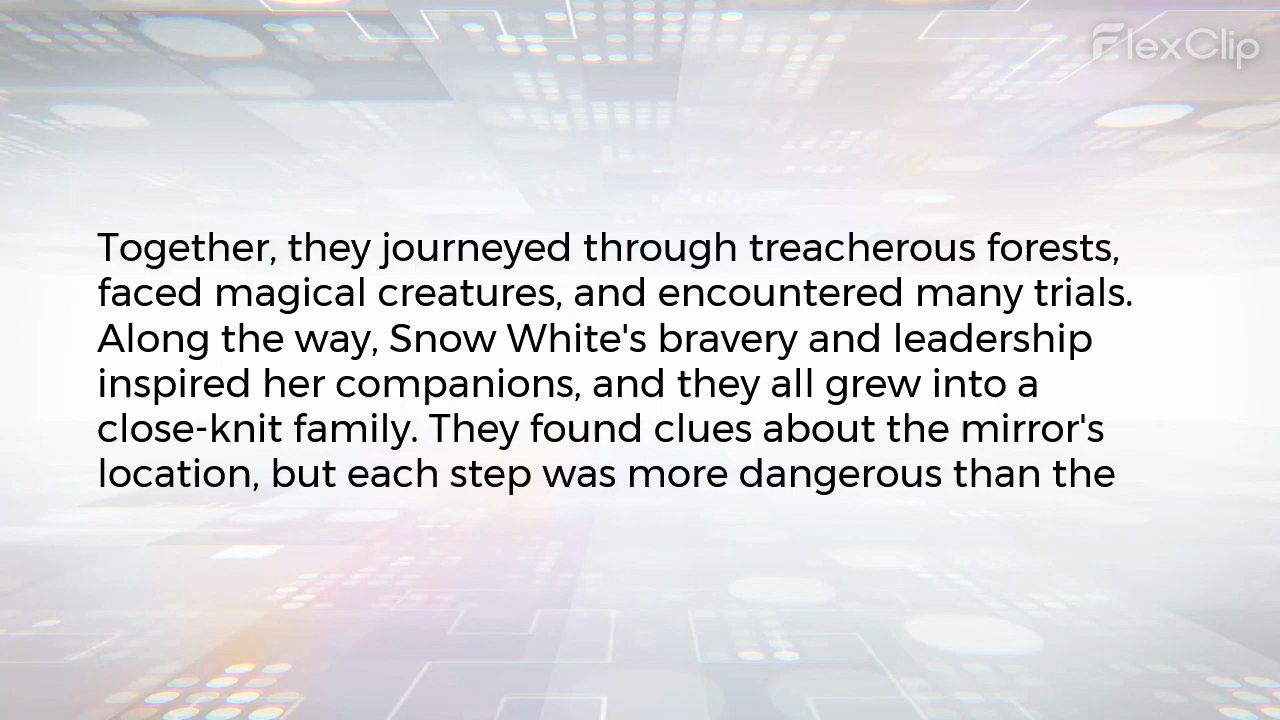 FlexClip
Together, they journeyed through treacherous forests,
faced magical creatures, and encountered many trials.
Along the way, Snow White's bravery and leadership
inspired her companions, and they all grew into a
close-knit family. They found clues about the mirror's
location, but each step was more dangerous than the